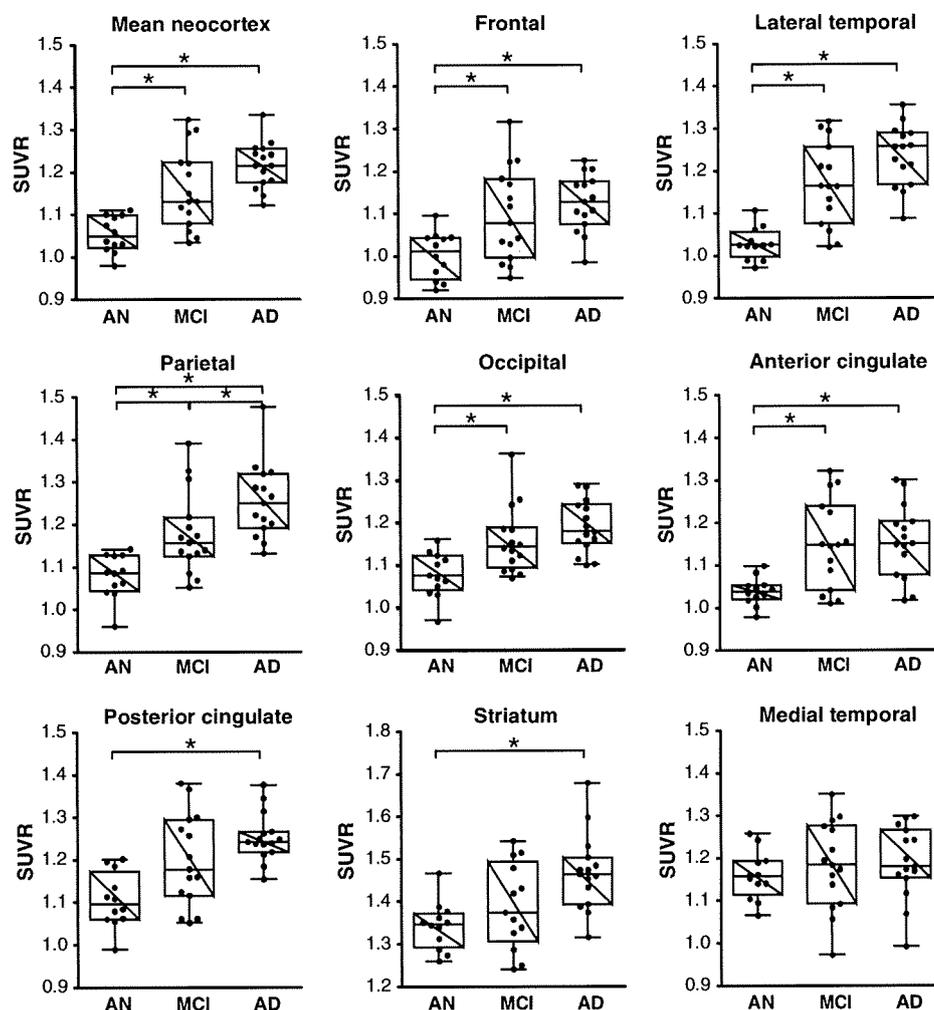 Mean neocortex
1.5
*
1.4
*
1.3
SUVR
1.2
1.1
1.0
0.9
AN MCI AD
Frontal
1.5
*
1.4
*
1.3
SUVR
1.2
1.1
1.0
0.9
AN MCI AD
Lateral temporal
1.5
*
1.4
*
1.3
SUVR
1.2
1.1
1.0
0.9
AN MCI AD
Parietal
*
1.5
* *
1.4
1.3
SUVR
1.2
1.1
1.0
0.9
AN MCI AD
Occipital
1.5
*
1.4
*
1.3
SUVR
1.2
1.1
1.0
0.9
AN MCI AD
Anterior cingulate
1.5
*
1.4
*
1.3
SUVR
1.2
1.1
1.0
0.9
AN MCI AD
Posterior cingulate
1.5
*
1.4
1.3
SUVR
1.2
1.1
1.0
0.9
AN MCI AD
Striatum
1.8
*
1.7
1.6
SUVR
1.5
1.4
1.3
1.2
AN MCI AD
Medial temporal
1.5
1.4
1.3
SUVR
1.2
1.1
1.0
0.9
AN MCI AD